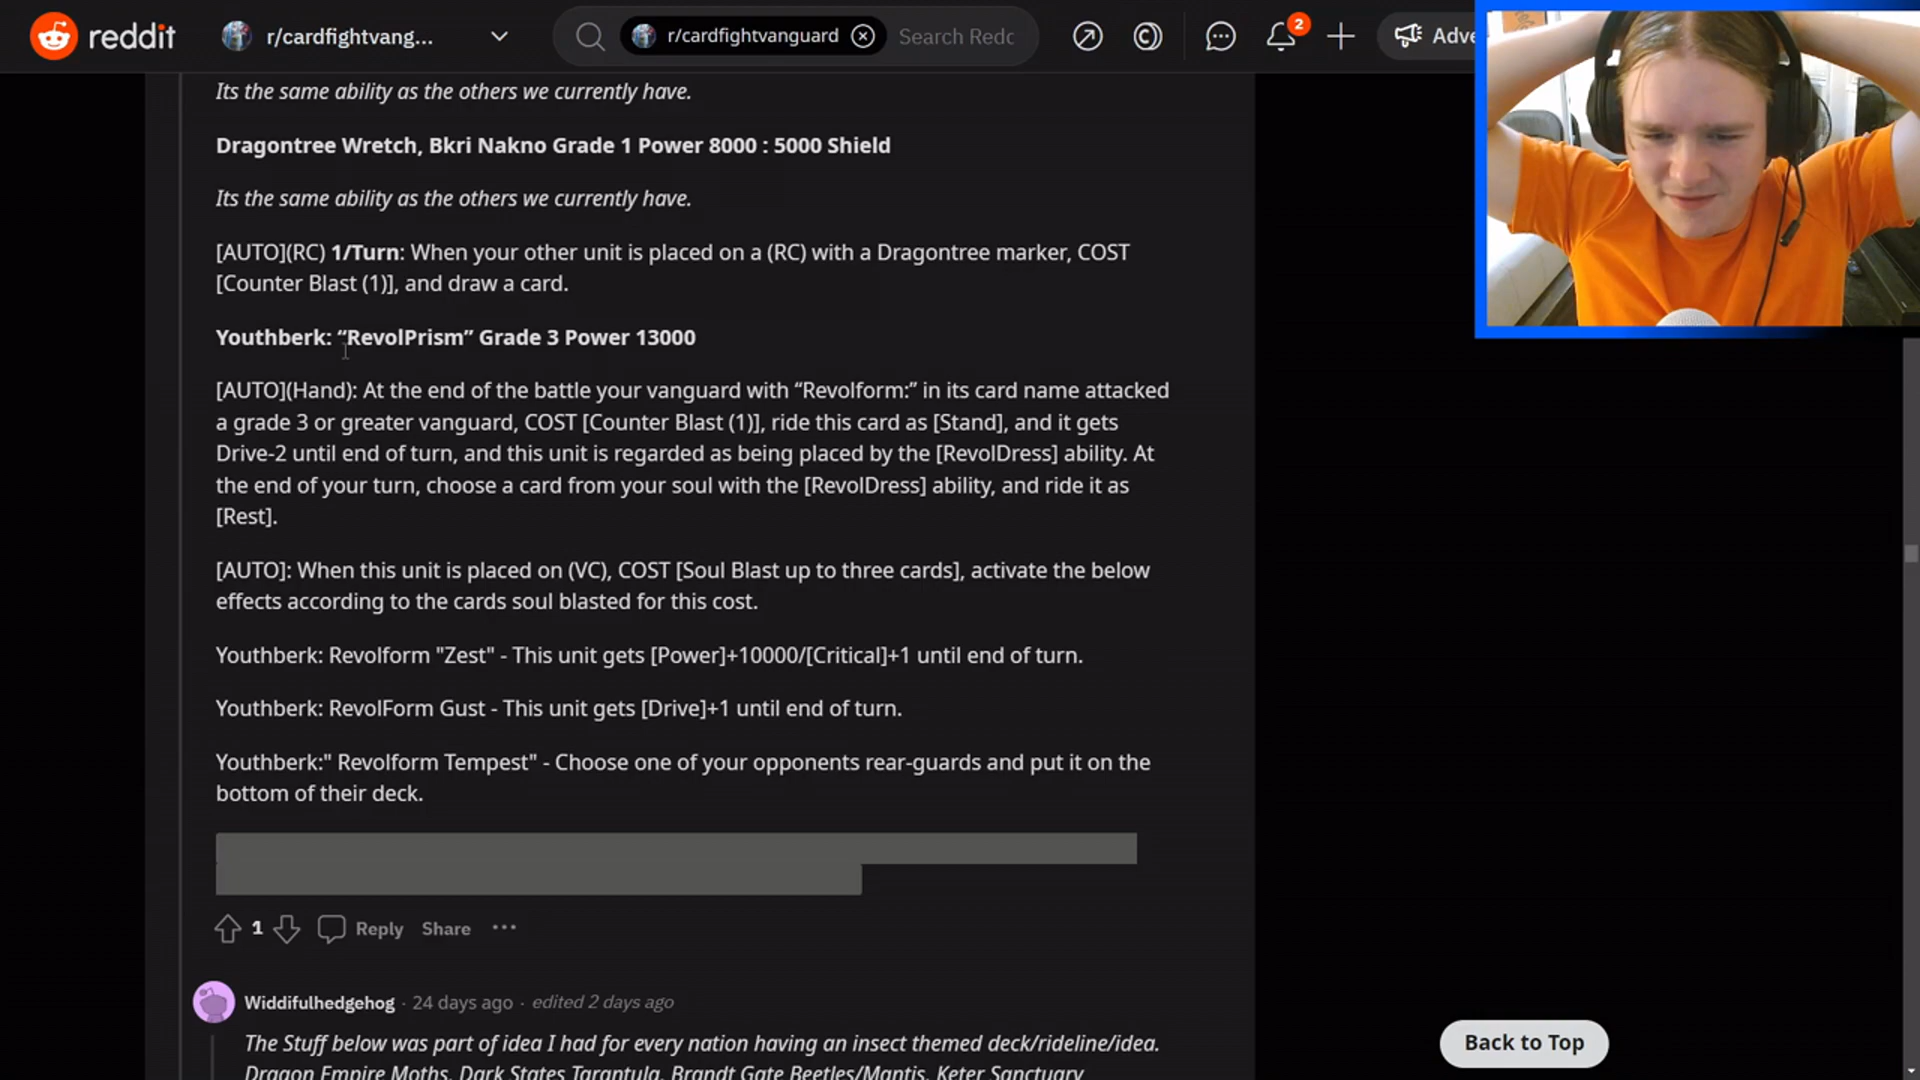 reddit
r/cardfightvang...
r/cardfightvanguard
Search Redc
2
Adve
Its the same ability as the others we currently have.
Dragontree Wretch, Bkri Nakno Grade 1 Power 8000 : 5000 Shield
Its the same ability as the others we currently have.
[AUTO](RC) 1/Turn: When your other unit is placed on a (RC) with a Dragontree marker, COST
[Counter Blast (1)], and draw a card.
Youthberk: “RevolPrism” Grade 3 Power 13000
[AUTO](Hand): At the end of the battle your vanguard with “Revolform:” in its card name attacked
a grade 3 or greater vanguard, COST [Counter Blast (1)], ride this card as [Stand], and it gets
Drive-2 until end of turn, and this unit is regarded as being placed by the [RevolDress] ability. At
the end of your turn, choose a card from your soul with the [RevolDress] ability, and ride it as
[Rest].
[AUTO]: When this unit is placed on (VC), COST [Soul Blast up to three cards], activate the below
effects according to the cards soul blasted for this cost.
Youthberk: Revolform "Zest" - This unit gets [Power]+10000/[Critical]+1 until end of turn.
Youthberk: RevolForm Gust - This unit gets [Drive]+1 until end of turn.
Youthberk:" Revolform Tempest" - Choose one of your opponents rear-guards and put it on the
bottom of their deck.
1
Reply
Share
Widdifulhedgehog · 24 days ago · edited 2 days ago
The Stuff below was part of idea I had for every nation having an insect themed deck/rideline/idea.
Dragon Empire Moths, Dark States Tarantula, Brandt Gate Beetles/Mantis, Keter Sanctuary
Back to Top